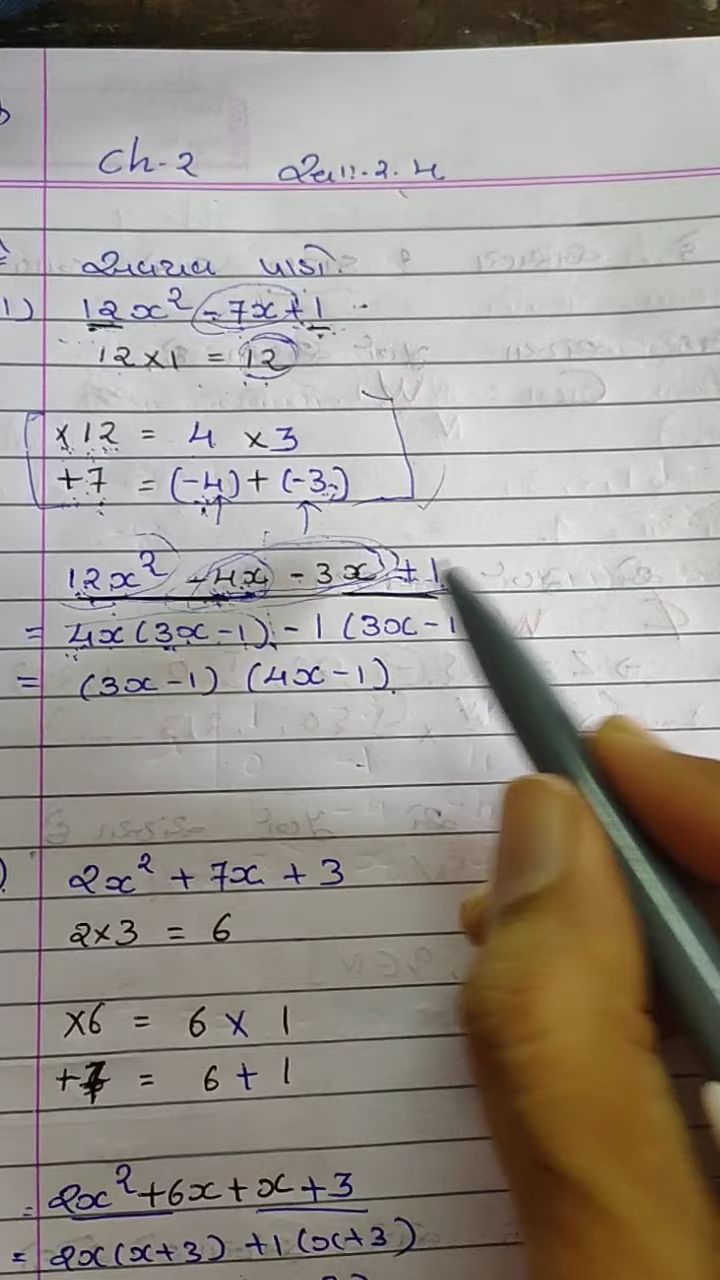 Ch-2 સ્વા. 2.4
અવયવ પાડો.
1) 12x² - 7x + 1
12 x 1 = 12
x 12 = 4 x 3
+ 7 = (-4) + (-3)
12x² - 4x - 3x + 1
= 4x (3x - 1) - 1 (3x - 1
= (3x - 1) (4x - 1)
) 2x² + 7x + 3
2 x 3 = 6
x 6 = 6 x 1
+ 7 = 6 + 1
= 2x² + 6x + x + 3
= 2x (x + 3) + 1 (x + 3)